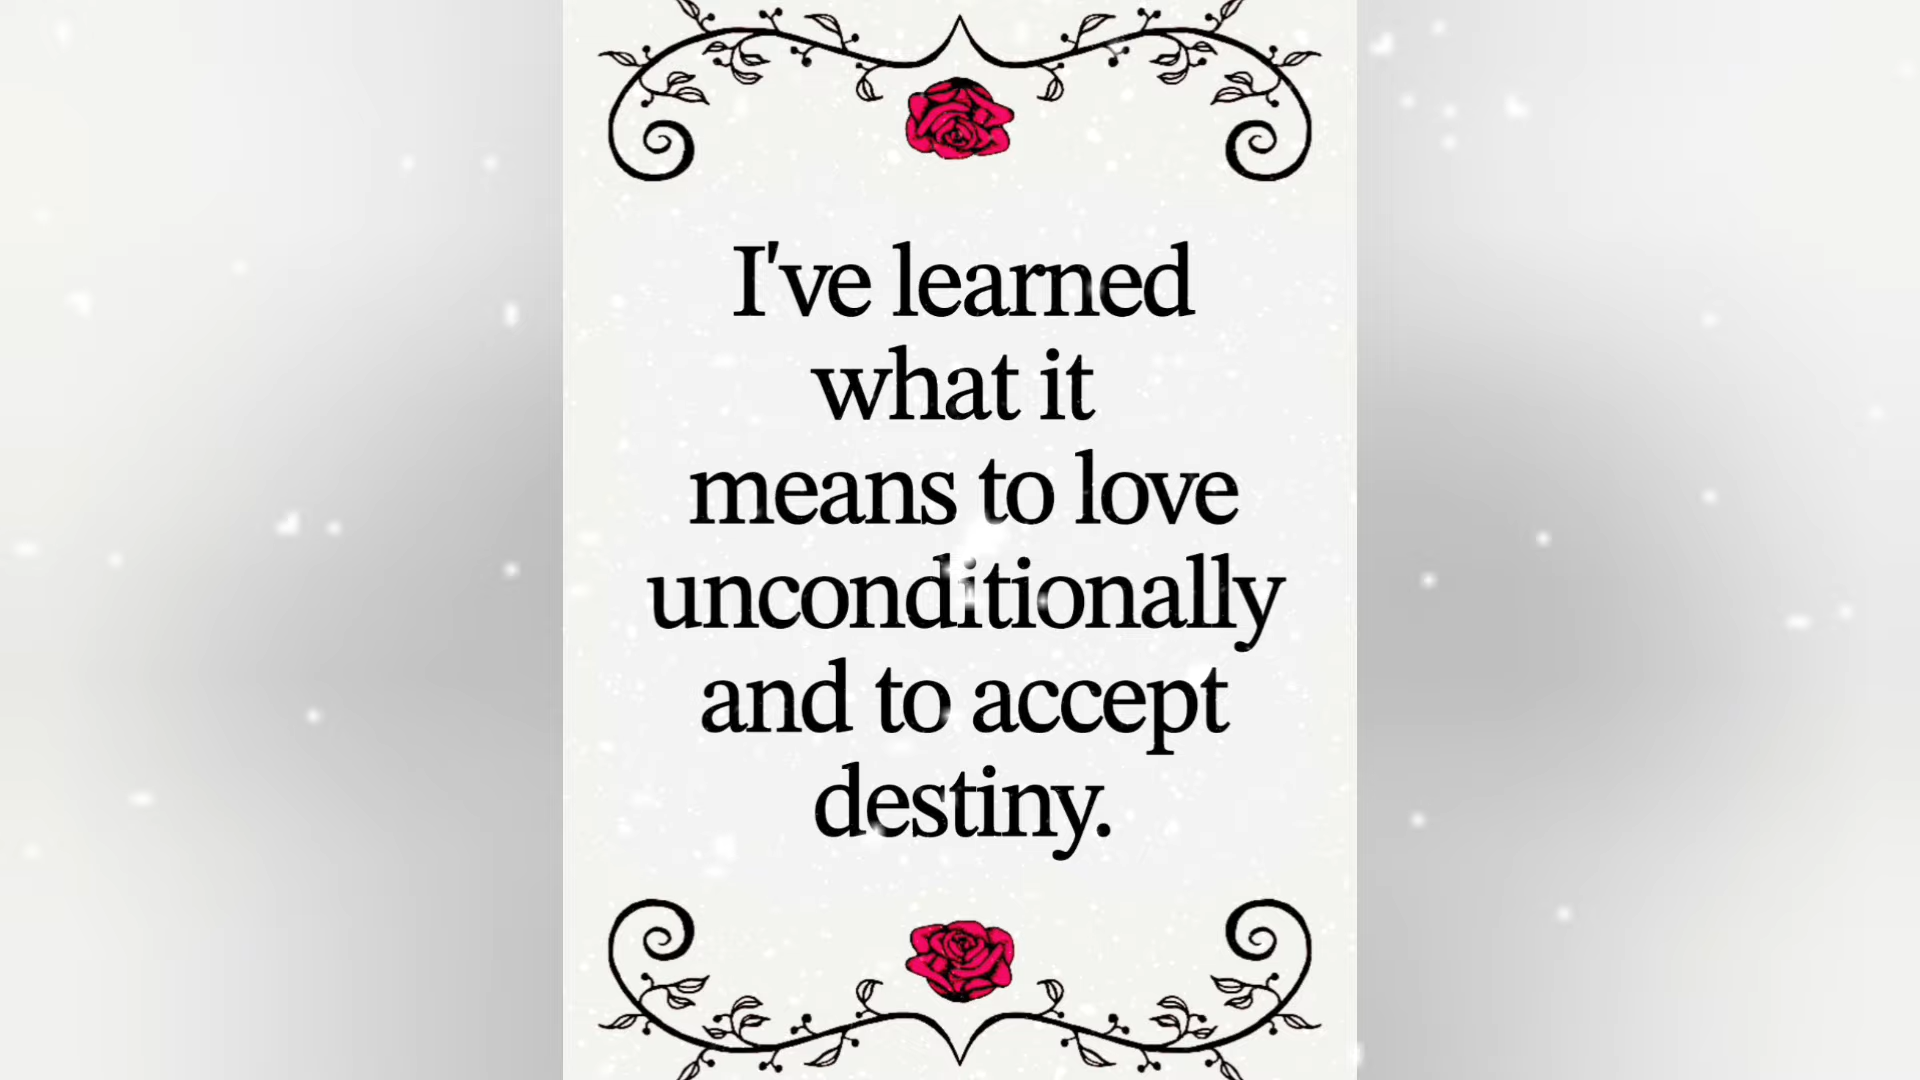 I've learned
what it
means to love
unconditionally
and to accept
destiny.